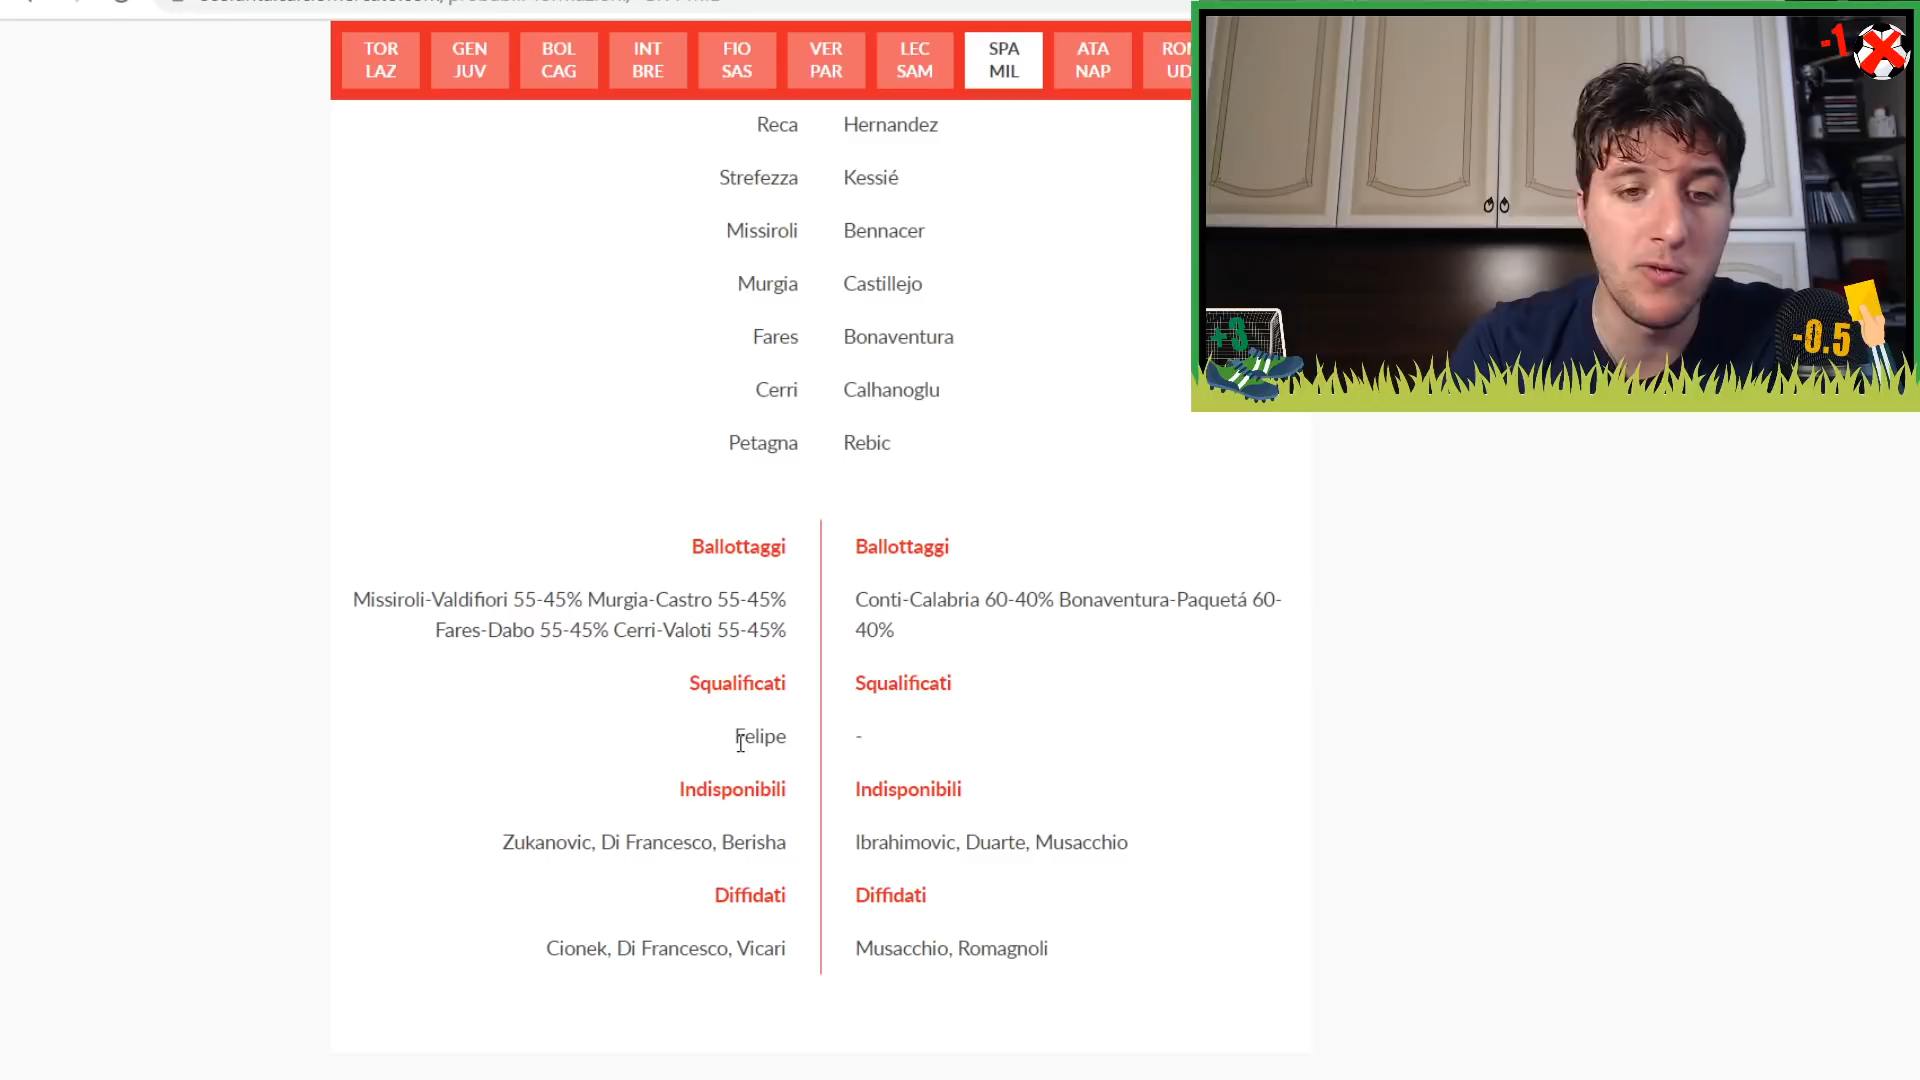 TOR LAZ
GEN JUV
BOL CAG
INT BRE
FIO SAS
VER PAR
LEC SAM
SPA MIL
ATA NAP
Reca Hernandez
Strefezza Kessié
Missiroli Bennacer
Murgia Castillejo
Fares Bonaventura
Cerri Calhanoglu
Petagna Rebic
Ballottaggi
Missiroli-Valdifiori 55-45% Murgia-Castro 55-45%
Fares-Dabo 55-45% Cerri-Valoti 55-45%
Squalificati
Felipe
Indisponibili
Zukanovic, Di Francesco, Berisha
Diffidati
Cionek, Di Francesco, Vicari
Ballottaggi
Conti-Calabria 60-40% Bonaventura-Paquetá 60-
40%
Squalificati
-
Indisponibili
Ibrahimovic, Duarte, Musacchio
Diffidati
Musacchio, Romagnoli
-1
+3
-0.5